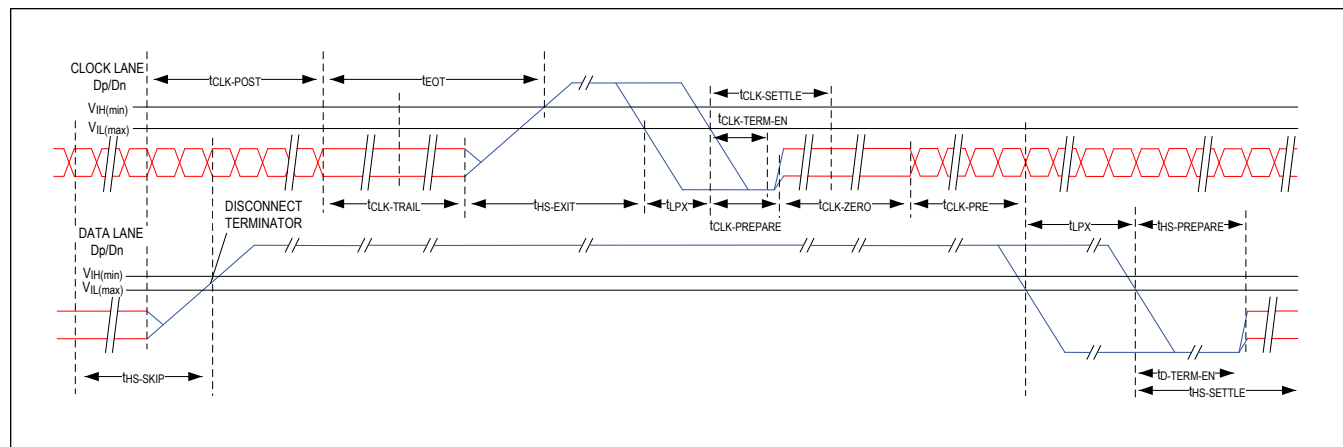 CLOCK LANE
Dp/Dn
tCLK-POST
tEOT
tCLK-SETTLE
VIH(min)
tCLK-TERM-EN
VIL(max)
DISCONNECT
TERMINATOR
tCLK-TRAIL
tHS-EXIT
tLPX
tCLK-ZERO
tCLK-PRE
tCLK-PREPARE
DATA LANE
Dp/Dn
tLPX
tHS-PREPARE
VIH(min)
VIL(max)
tHS-SKIP
tD-TERM-EN
tHS-SETTLE